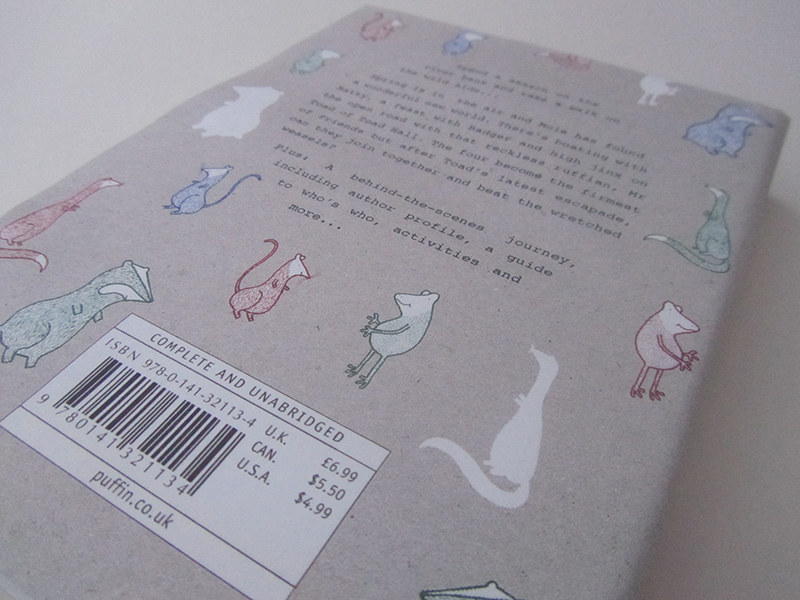 Spend a season on the
river bank and take a walk on
the wild side...
Spring is in the air and Mole has found
a wonderful new world. There's boating with
Ratty, a feast with Badger and high jinx on
the open road with that reckless ruffian, Mr
Toad of Toad Hall. The four become the firmest
of friends but after Toad's latest escapade,
can they join together and beat the wretched
weasels?
Plus: A behind-the-scenes journey,
including author profile, a guide
to who's who, activities and
more...
COMPLETE AND UNABRIDGED
ISBN 978-0-141-32113-4
U.K. £6.99
CAN. $5.50
U.S.A. $4.99
9 780141 321134
puffin.co.uk